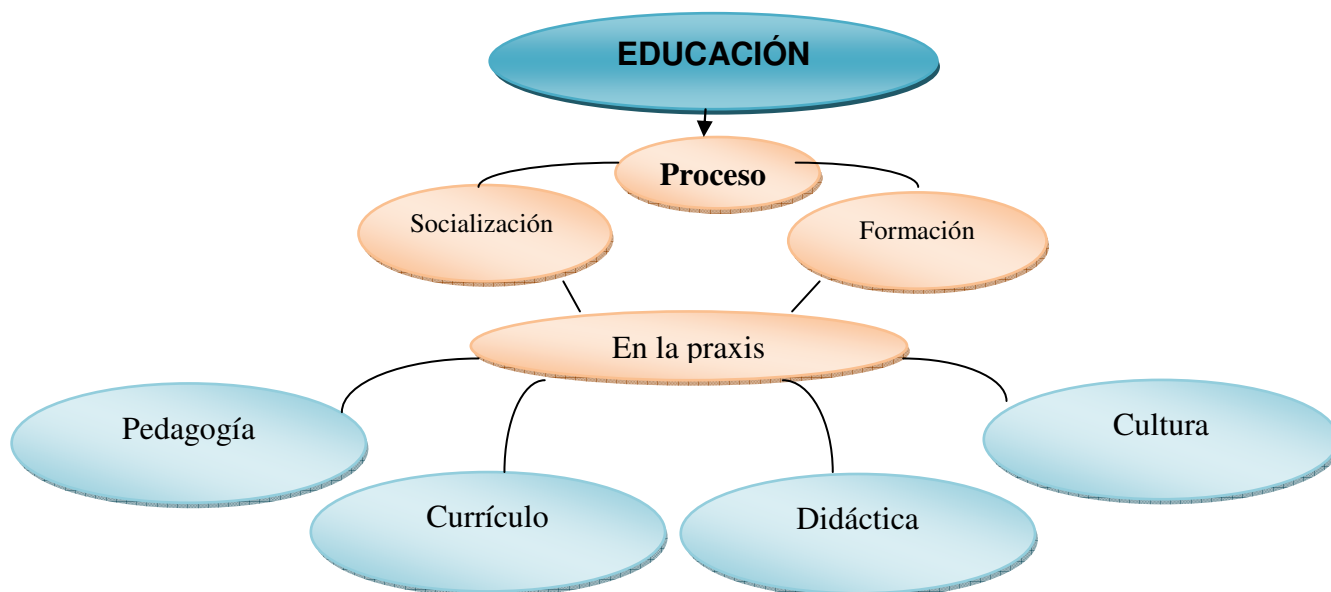 EDUCACIÓN
Proceso
Socialización
Formación
En la praxis
Pedagogía
Cultura
Currículo
Didáctica